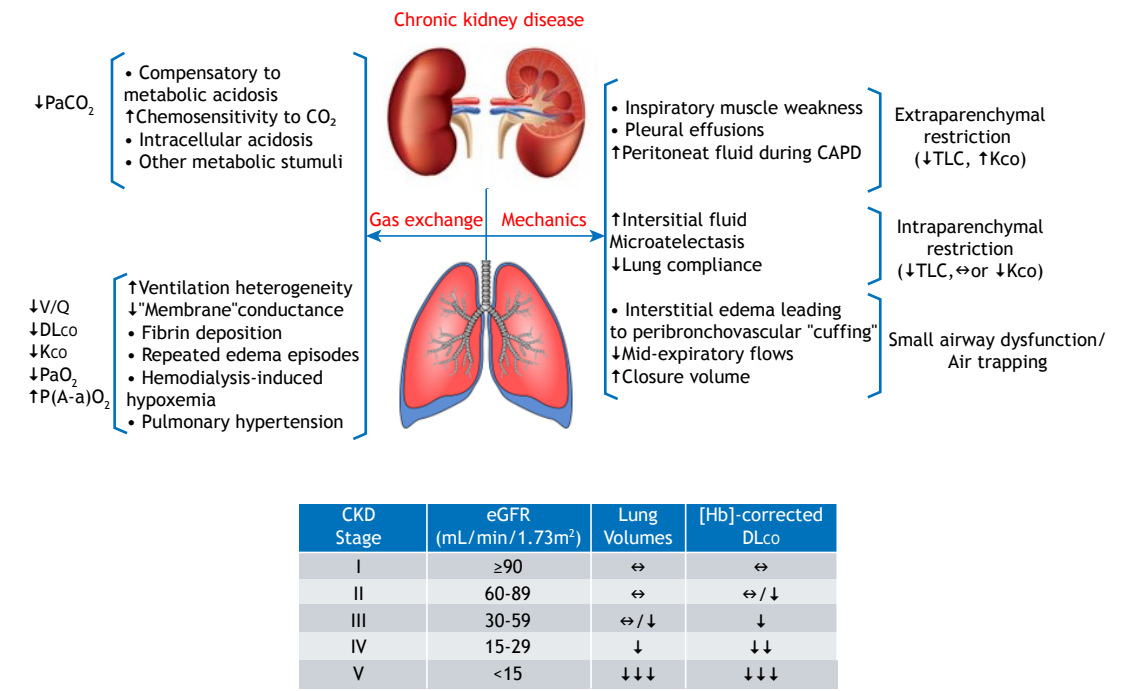 Chronic kidney disease
↓PaCO₂
• Compensatory to
metabolic acidosis
↑Chemosensitivity to CO₂
• Intracellular acidosis
• Other metabolic stumuli
• Inspiratory muscle weakness
• Pleural effusions
↑Peritoneat fluid during CAPD
Extraparenchymal
restriction
(↓TLC, ↑Kco)
Gas exchange
Mechanics
↑Intersitial fluid
Microatelectasis
↓Lung compliance
Intraparenchymal
restriction
(↓TLC,↔or ↓Kco)
↓V/Q
↓DLco
↓Kco
↓PaO₂
↑P(A-a)O₂
↑Ventilation heterogeneity
↓"Membrane"conductance
• Fibrin deposition
• Repeated edema episodes
• Hemodialysis-induced
hypoxemia
• Pulmonary hypertension
• Interstitial edema leading
to peribronchovascular "cuffing"
↓Mid-expiratory flows
↑Closure volume
Small airway dysfunction/
Air trapping
CKD Stage | eGFR (mL/min/1.73m²) | Lung Volumes | [Hb]-corrected DLco
I | ≥90 | ↔ | ↔
II | 60-89 | ↔ | ↔/↓
III | 30-59 | ↔/↓ | ↓
IV | 15-29 | ↓ | ↓↓
V | <15 | ↓↓↓ | ↓↓↓